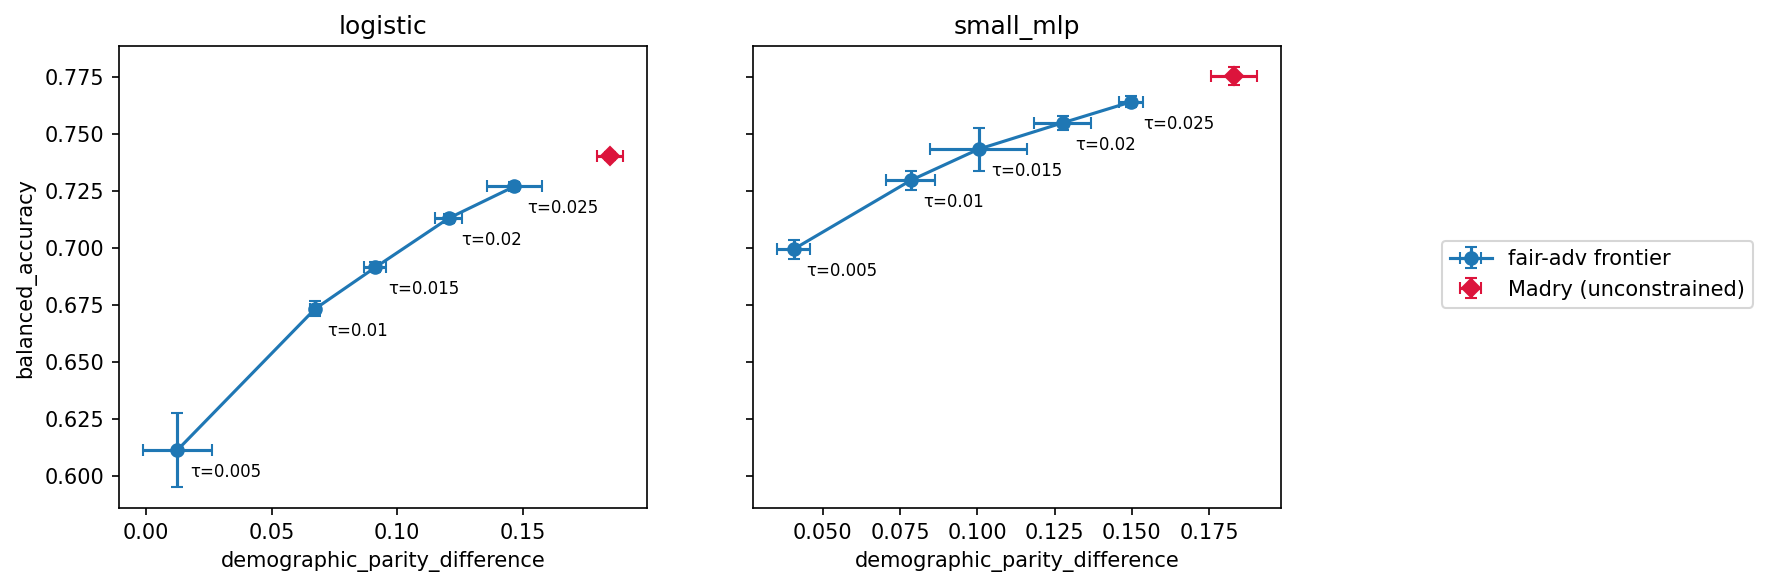 logistic
small_mlp
balanced_accuracy
0.775
0.750
0.725
0.700
0.675
0.650
0.625
0.600
τ=0.005
τ=0.01
τ=0.015
τ=0.02
τ=0.025
0.00 0.05 0.10 0.15
demographic_parity_difference
τ=0.005
τ=0.01
τ=0.015
τ=0.02
τ=0.025
0.050 0.075 0.100 0.125 0.150 0.175
demographic_parity_difference
fair-adv frontier
Madry (unconstrained)